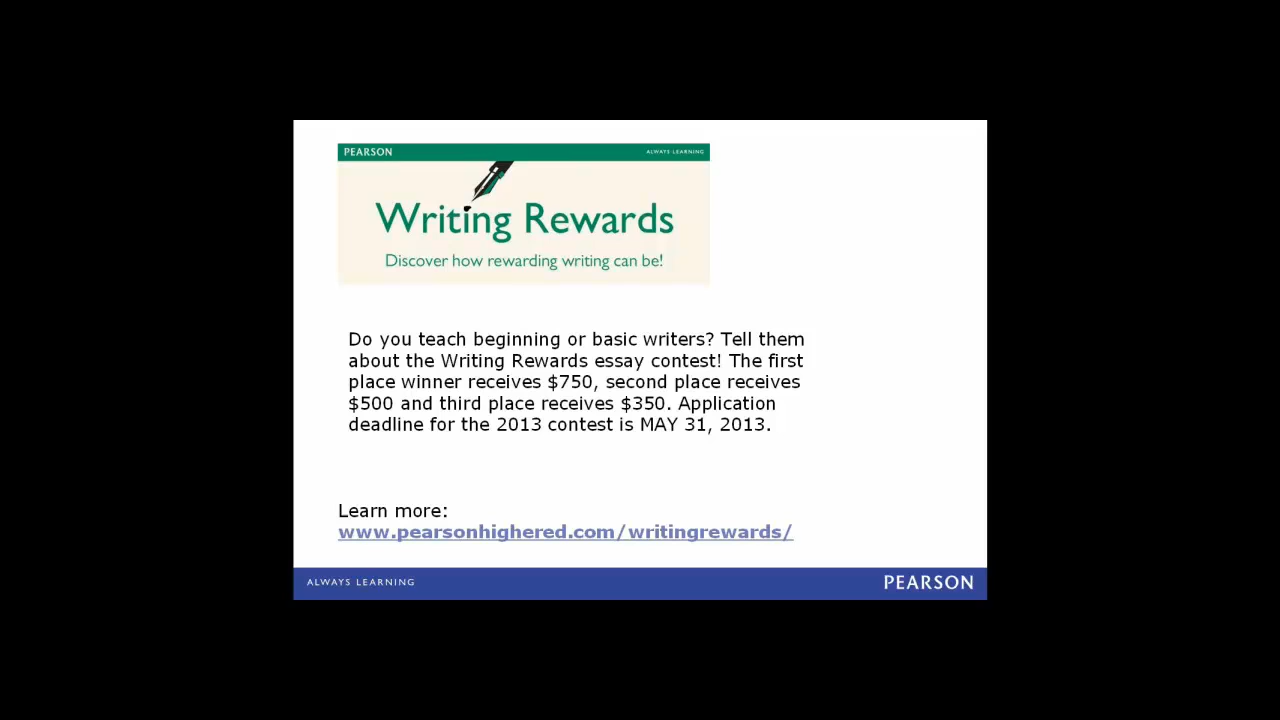 PEARSON
ALWAYS LEARNING
Writing Rewards
Discover how rewarding writing can be!
Do you teach beginning or basic writers? Tell them
about the Writing Rewards essay contest! The first
place winner receives $750, second place receives
$500 and third place receives $350. Application
deadline for the 2013 contest is MAY 31, 2013.
Learn more:
www.pearsonhighered.com/writingrewards/
ALWAYS LEARNING
PEARSON